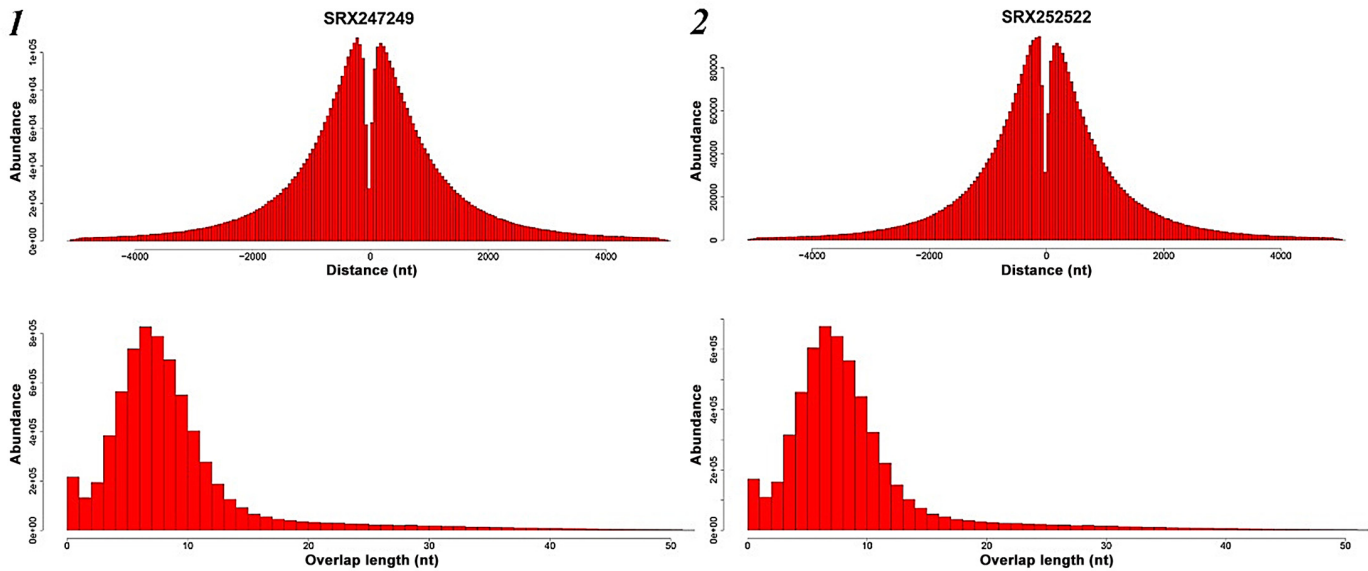 1
SRX247249
Abundance
1e+05
8e+04
6e+04
4e+04
2e+04
0e+00
−4000 −2000 0 2000 4000
Distance (nt)
2
SRX252522
Abundance
80000
60000
40000
20000
0
−4000 −2000 0 2000 4000
Distance (nt)
Abundance
8e+05
6e+05
4e+05
2e+05
0e+00
0 10 20 30 40 50
Overlap length (nt)
Abundance
6e+05
4e+05
2e+05
0e+00
0 10 20 30 40 50
Overlap length (nt)